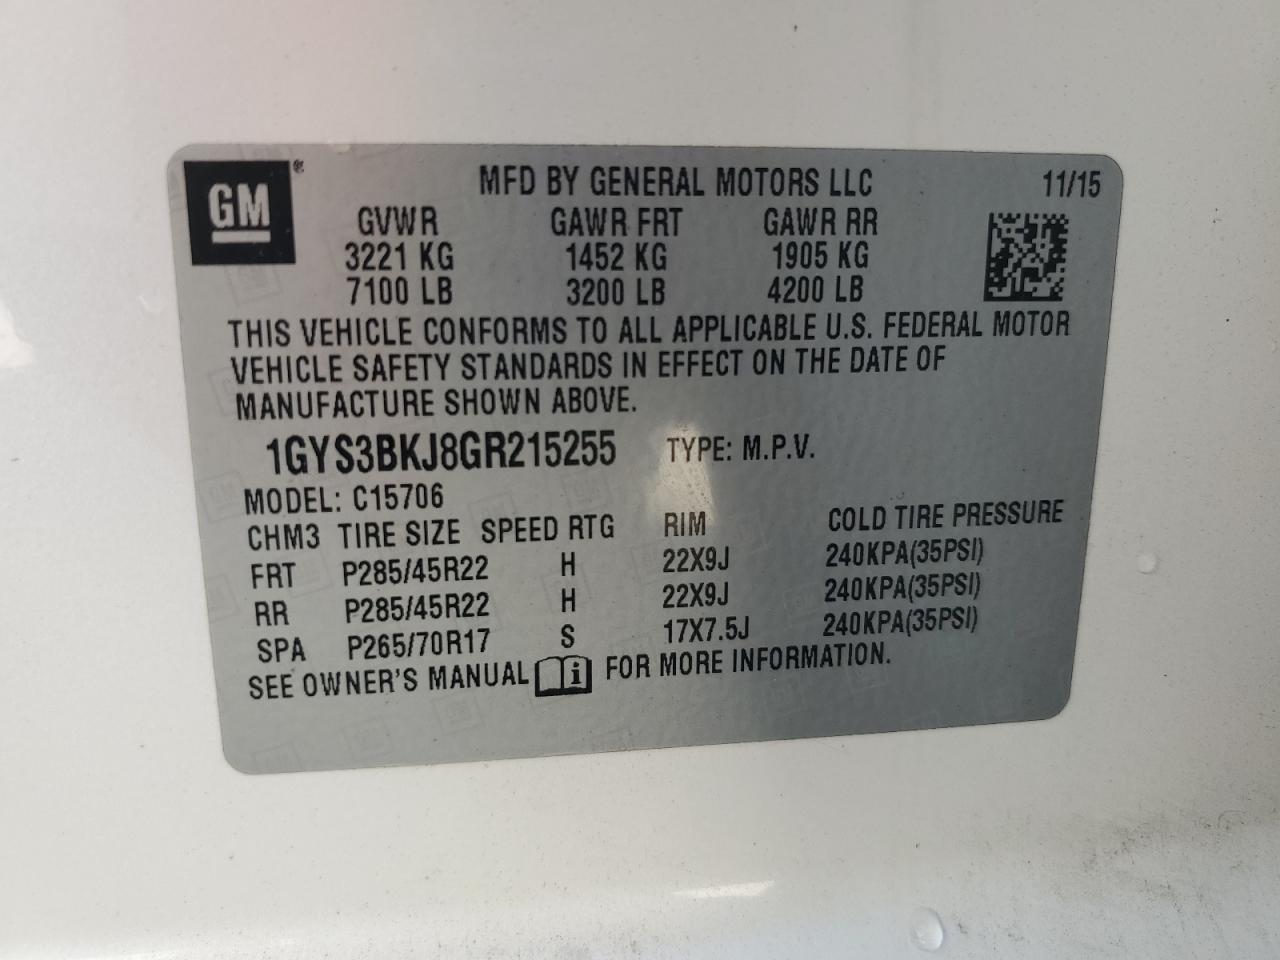 GM®
MFD BY GENERAL MOTORS LLC 11/15
GVWR GAWR FRT GAWR RR
3221 KG 1452 KG 1905 KG
7100 LB 3200 LB 4200 LB
THIS VEHICLE CONFORMS TO ALL APPLICABLE U.S. FEDERAL MOTOR
VEHICLE SAFETY STANDARDS IN EFFECT ON THE DATE OF
MANUFACTURE SHOWN ABOVE.
1GYS3BKJ8GR215255 TYPE: M.P.V.
MODEL: C15706
CHM3 TIRE SIZE SPEED RTG RIM COLD TIRE PRESSURE
FRT P285/45R22 H 22X9J 240KPA(35PSI)
RR P285/45R22 H 22X9J 240KPA(35PSI)
SPA P265/70R17 S 17X7.5J 240KPA(35PSI)
SEE OWNER'S MANUAL i FOR MORE INFORMATION.